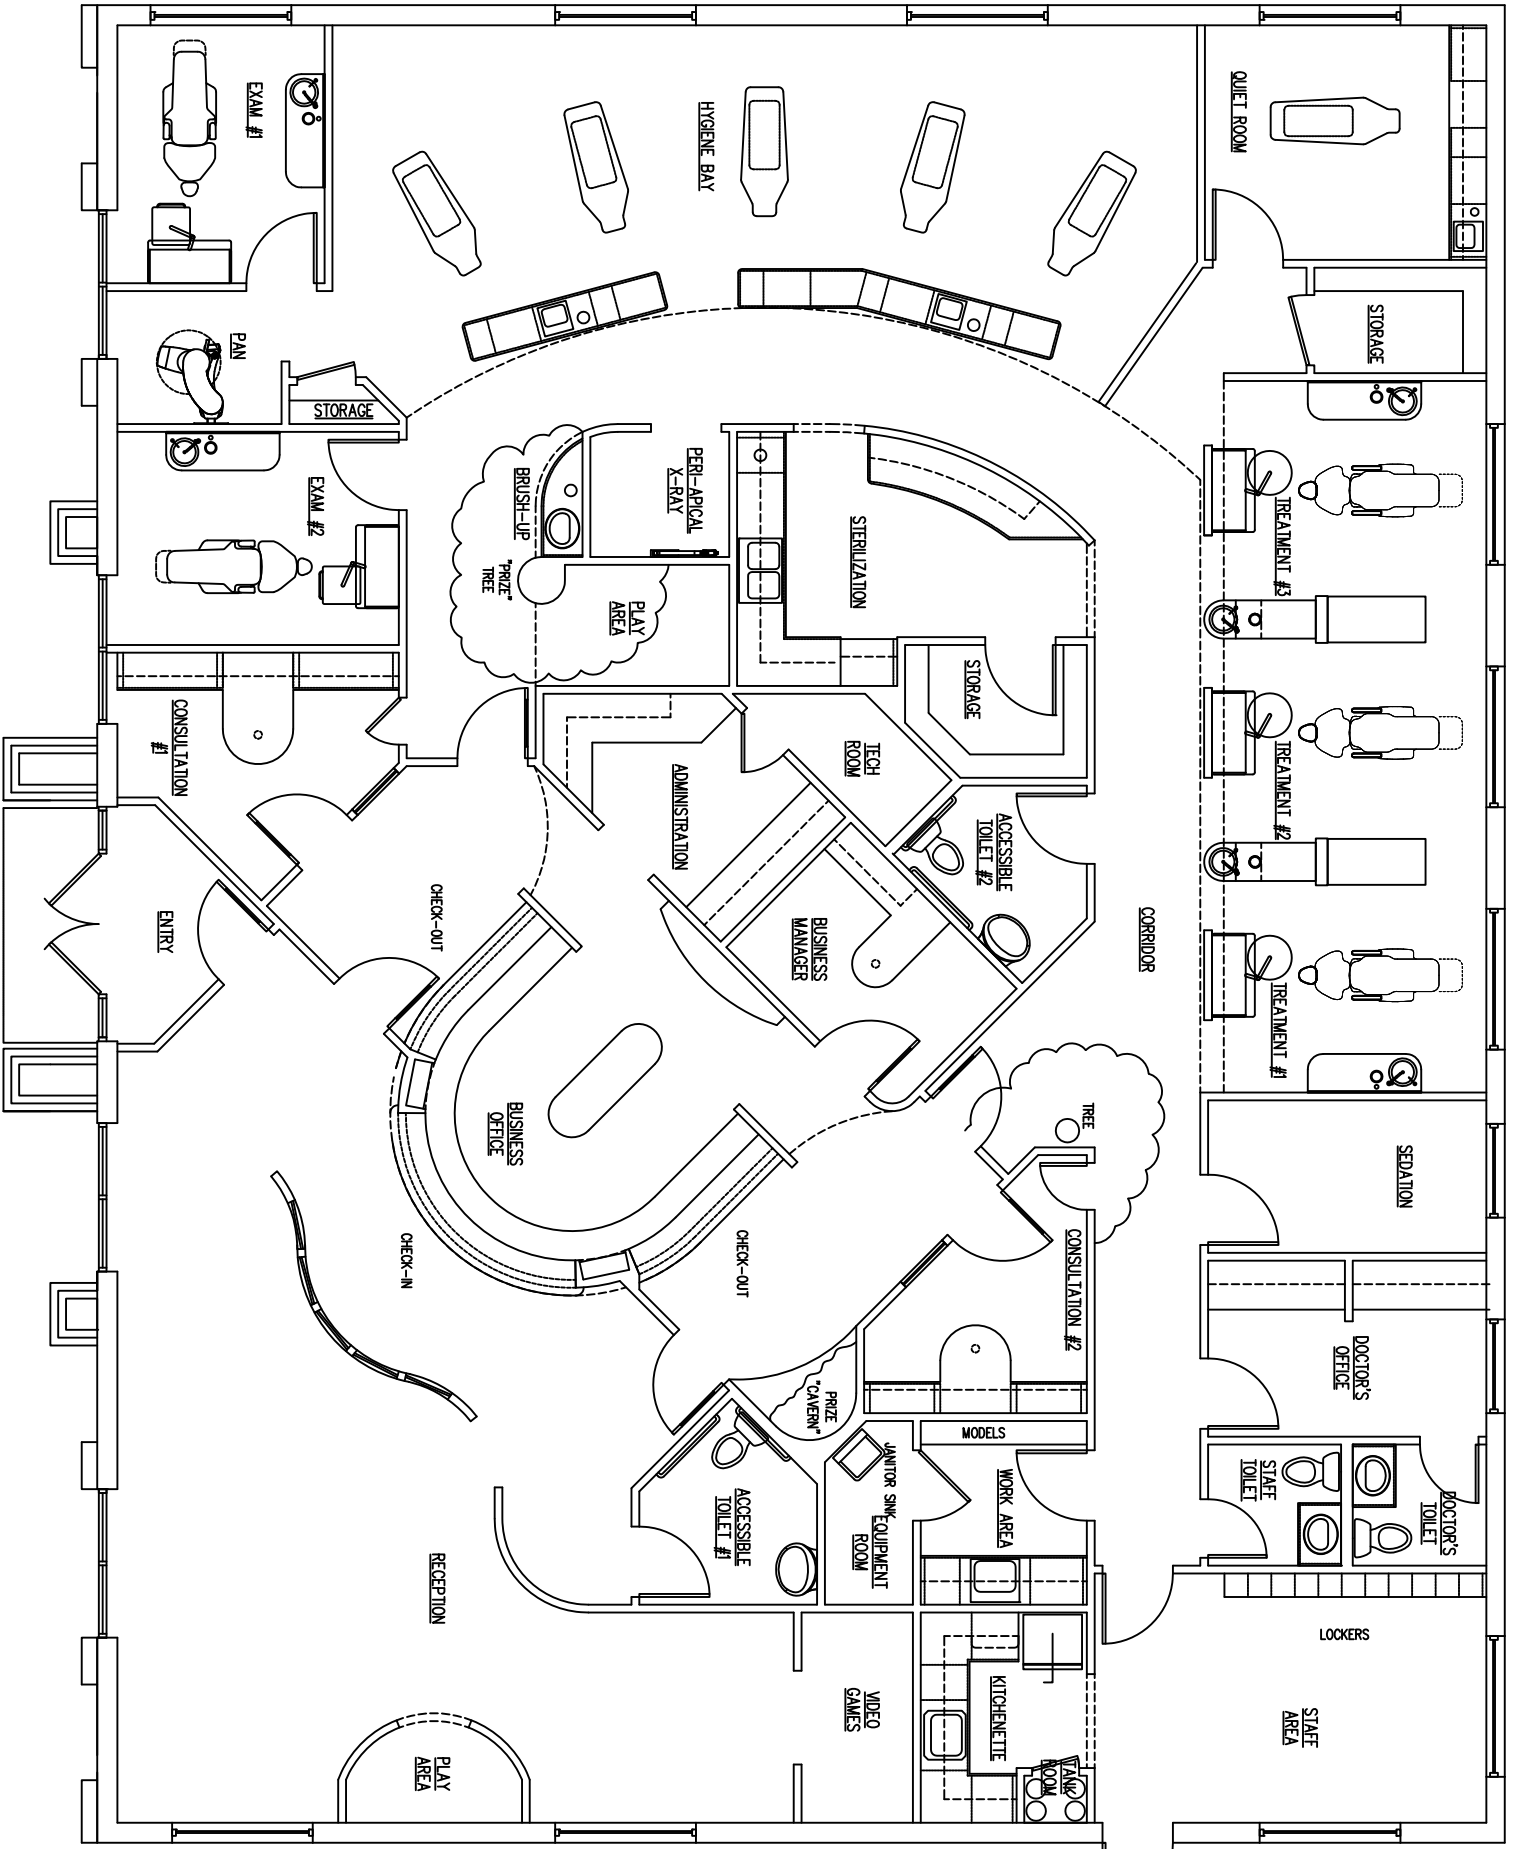 QUIET ROOM
STORAGE
EXAM #1
HYGIENE BAY
PAN
STORAGE
EXAM #2
BRUSH-UP
"PRIZE"
TREE
PERI-APICAL
X-RAY
PLAY
AREA
STERILIZATION
STORAGE
TREATMENT #3
TREATMENT #2
TREATMENT #1
CONSULTATION
#1
ADMINISTRATION
TECH
ROOM
ACCESSIBLE
TOILET #2
CHECK-OUT
BUSINESS
MANAGER
CORRIDOR
ENTRY
BUSINESS
OFFICE
TREE
SEDATION
CHECK-IN
CHECK-OUT
CONSULTATION #2
DOCTOR'S
OFFICE
PRIZE
"CAVERN"
MODELS
JANITOR SINK
WORK AREA
STAFF
TOILET
DOCTOR'S
TOILET
ACCESSIBLE
TOILET #1
EQUIPMENT
ROOM
RECEPTION
LOCKERS
VIDEO
GAMES
KITCHENETTE
STAFF
AREA
TANK
ROOM
PLAY
AREA